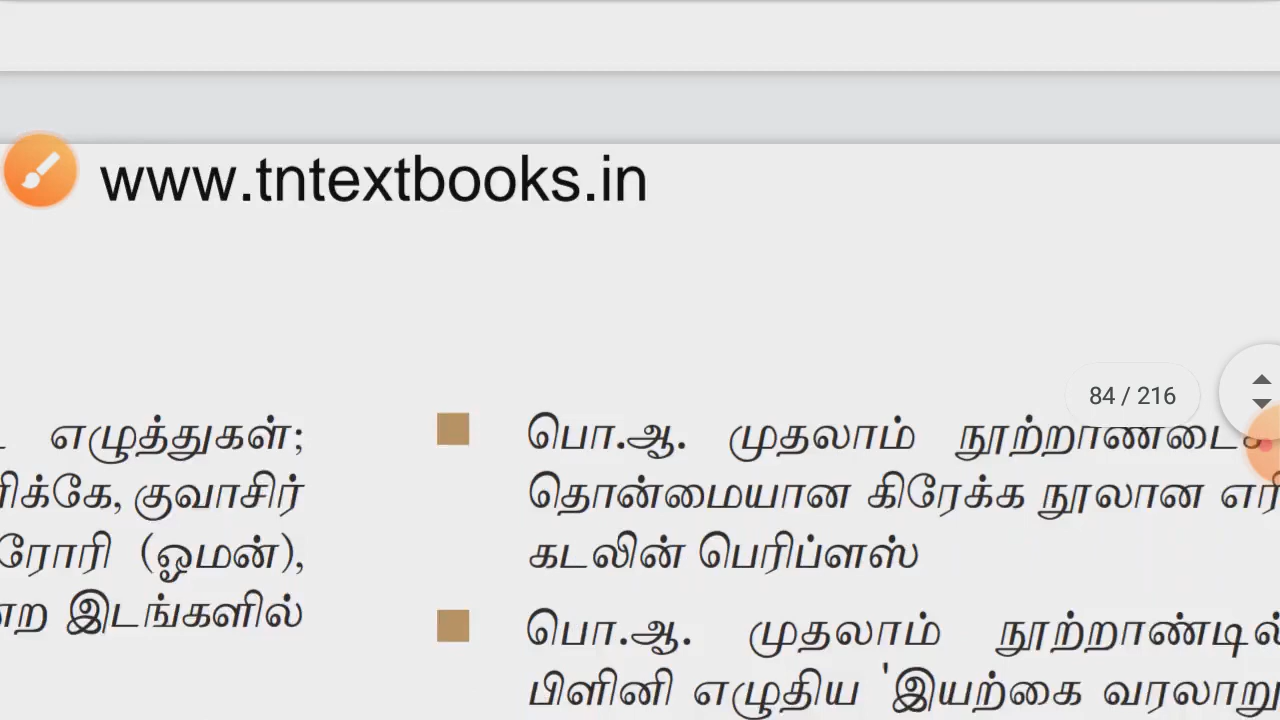 www.tntextbooks.in
84 / 216
எழுத்துகள்;
குவாசிர்
(ஓமன்),
இடங்களில்
பொ.ஆ. முதலாம்
தொன்மையான கிரேக்க நூலான
கடலின் பெரிப்ளஸ்
பொ.ஆ. முதலாம்
பிளினி எழுதிய 'இயற்கை வரலாறு